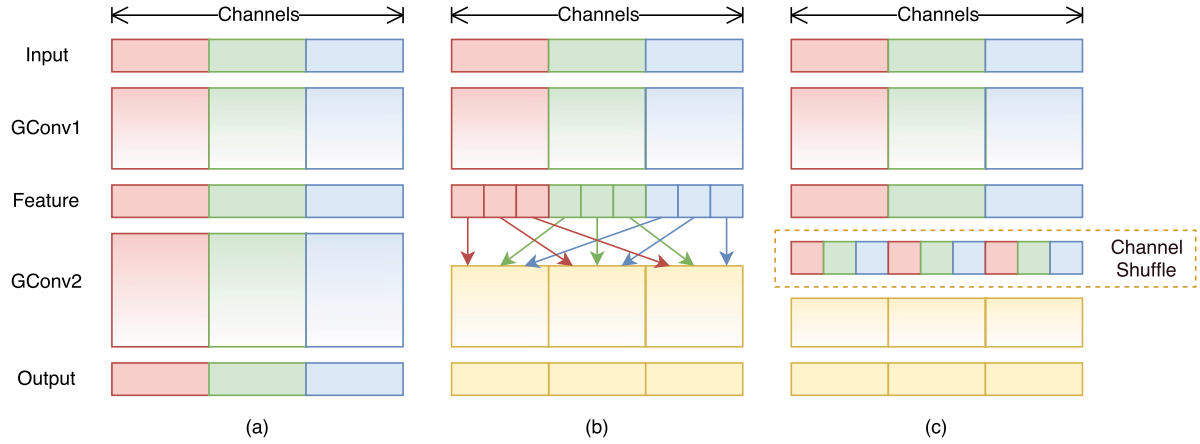 Channels
Channels
Channels
Input
GConv1
Feature
GConv2
Channel
Shuffle
Output
(a)
(b)
(c)